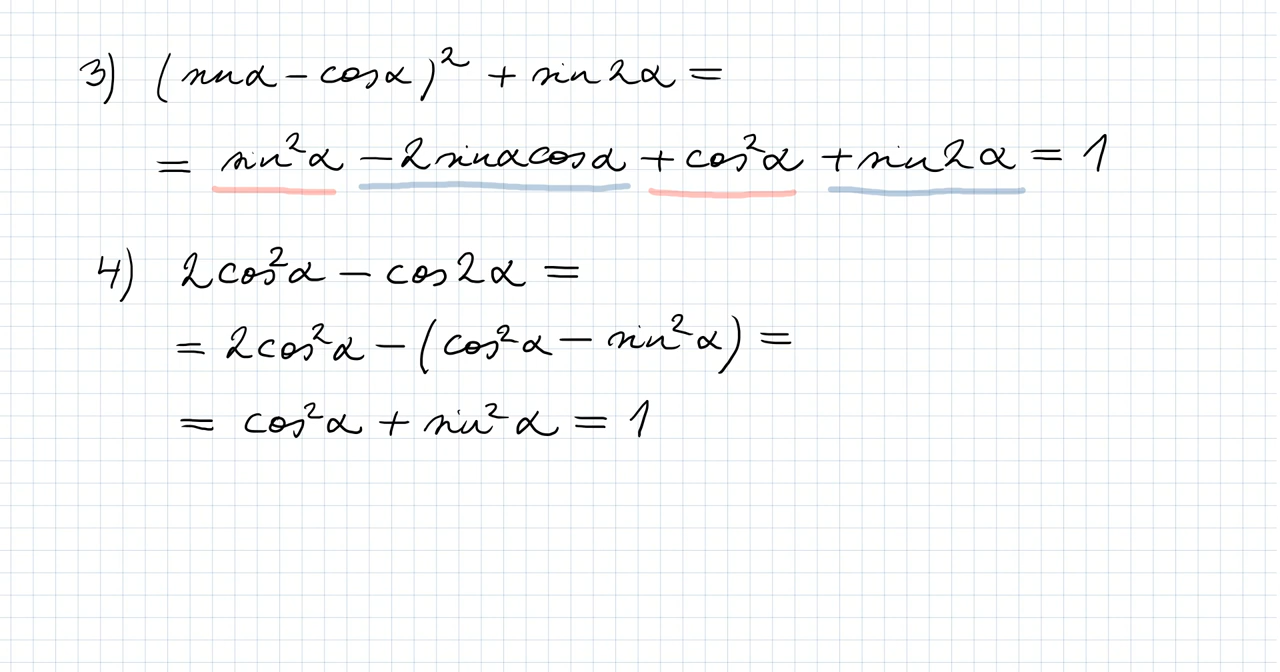 3) (sinα - cosα)² + sin2α =
= sin²α - 2sinαcosα + cos²α + sin2α = 1
4) 2cos²α - cos2α =
= 2cos²α - (cos²α - sin²α) =
= cos²α + sin²α = 1